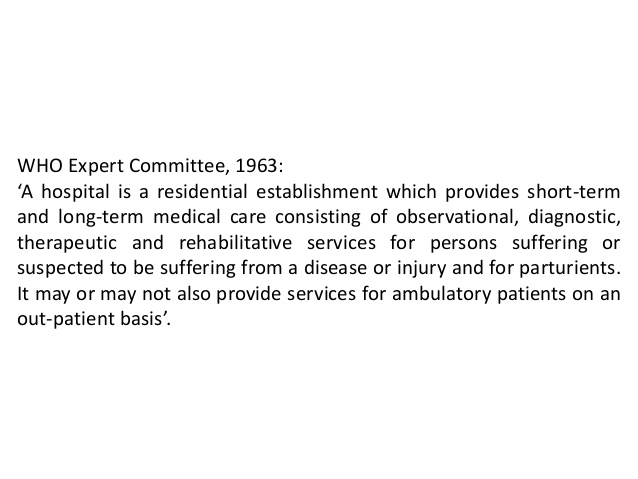 WHO Expert Committee, 1963:
‘A hospital is a residential establishment which provides short-term
and long-term medical care consisting of observational, diagnostic,
therapeutic and rehabilitative services for persons suffering or
suspected to be suffering from a disease or injury and for parturients.
It may or may not also provide services for ambulatory patients on an
out-patient basis’.